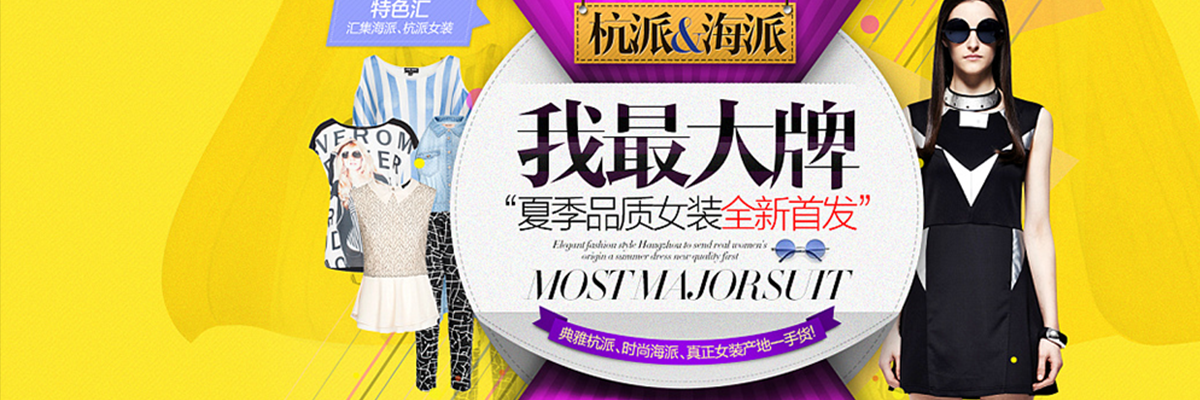 特色汇
汇集海派、杭派女装
杭派&海派
我最大牌
“夏季品质女装全新首发”
Elegant fashion style Hangzhou to send real women's
origin a summer dress new quality first
MOST MAJORSUIT
典雅杭派、时尚海派、真正女装产地一手货!
VEROM